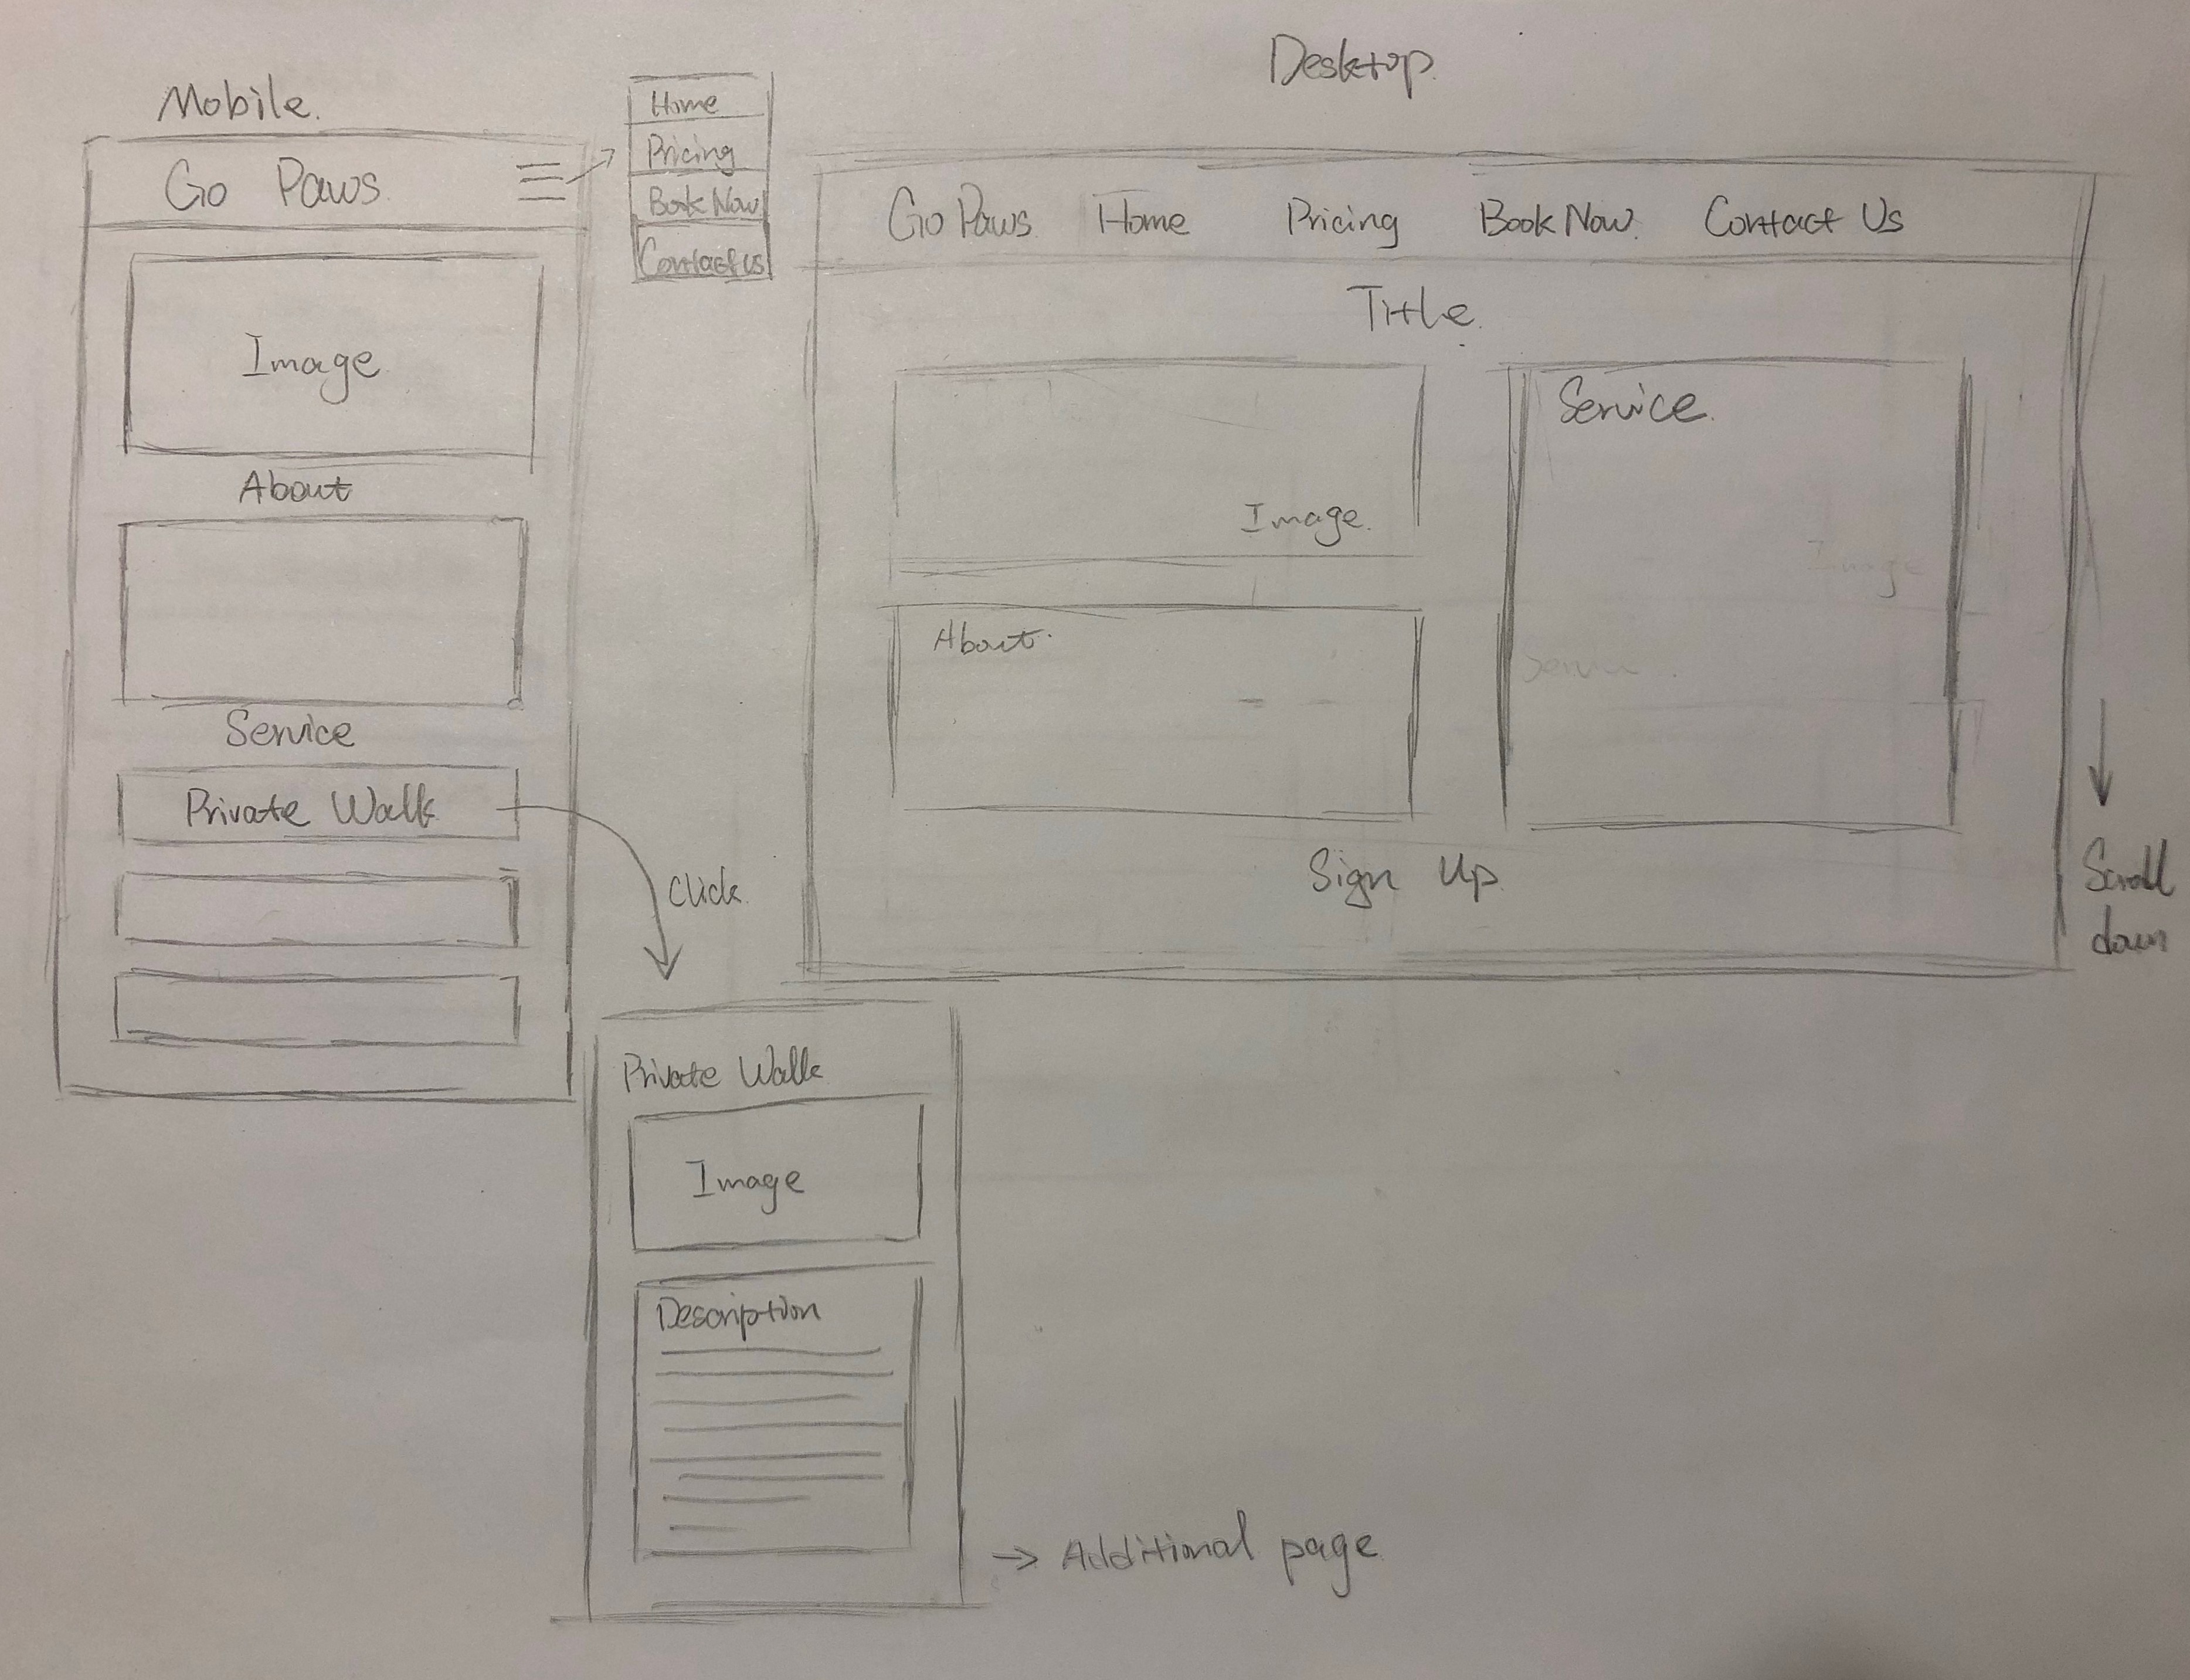 Mobile.
Go Paws
Image
About
Service
Private Walk
Click
Home
Pricing
Book Now
Contact us
Desktop
Go Paws Home Pricing Book Now Contact Us
Title
Image
About
Service
Image
Sign Up
Scroll
down
Private Walk
Image
Description
→ Additional page